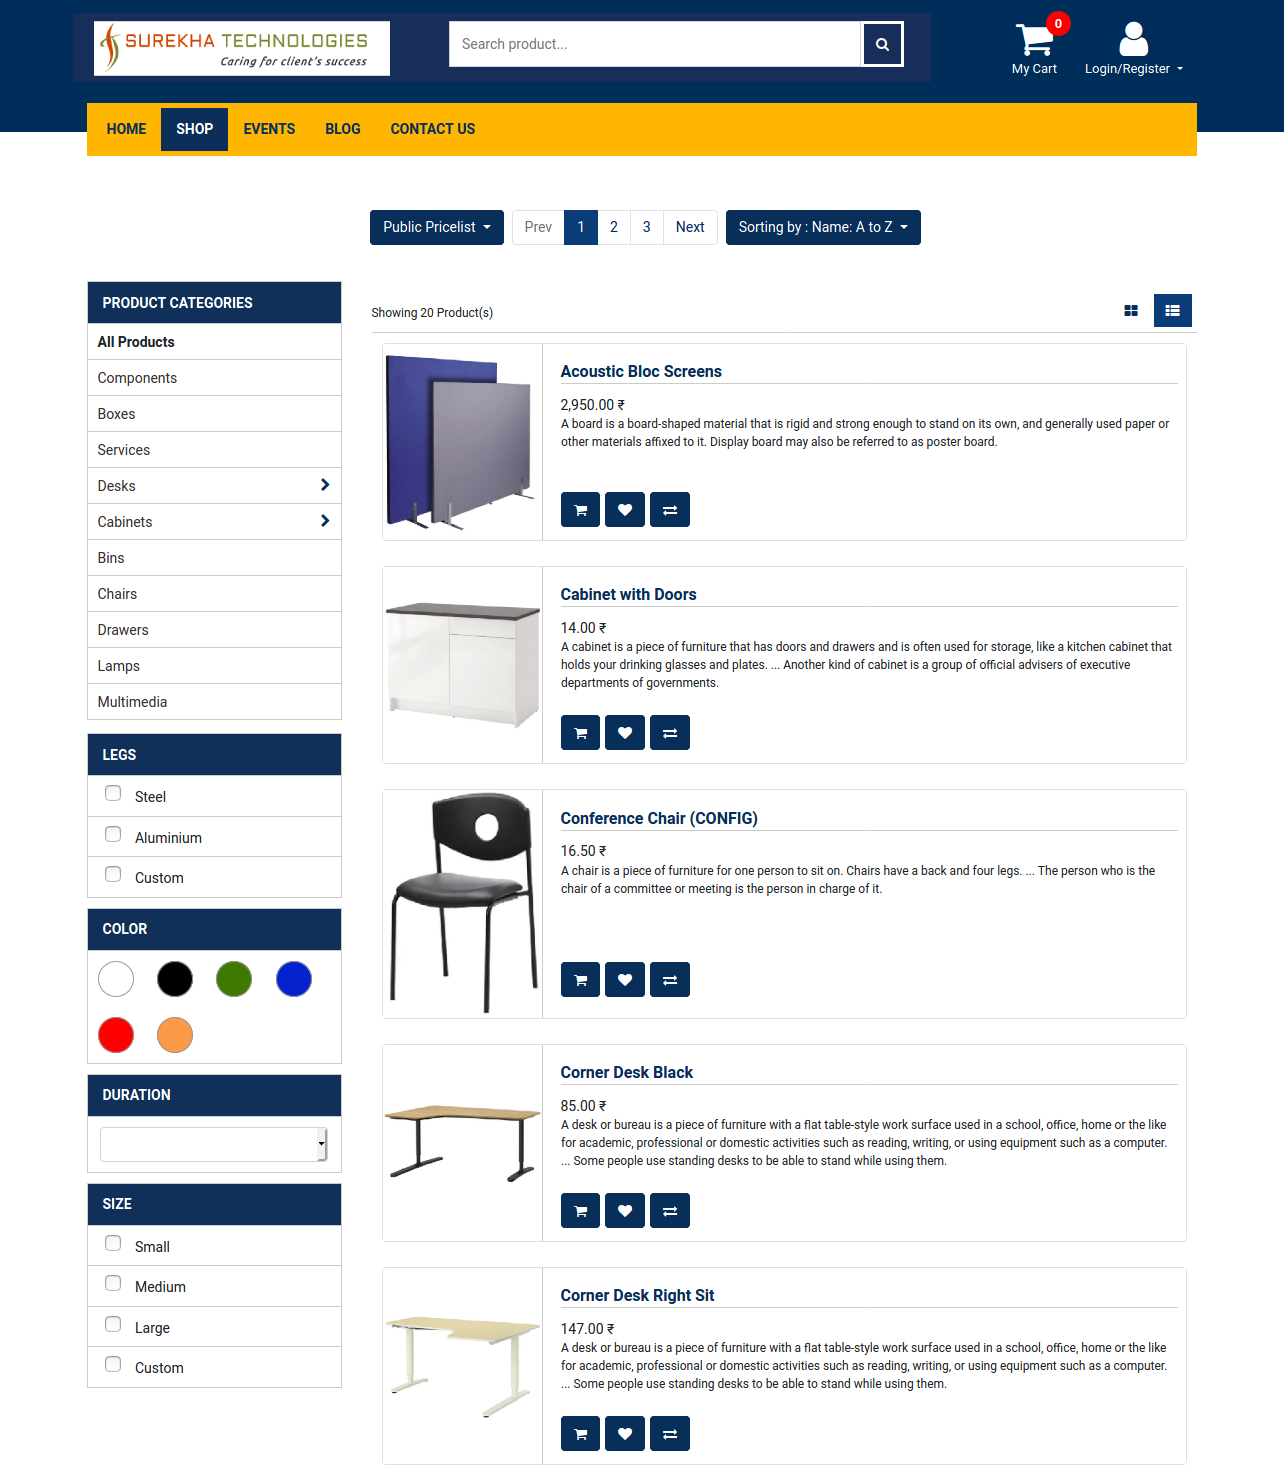 SUREKHA TECHNOLOGIES
Caring for client's success
Search product...
0
My Cart
Login/Register
HOME SHOP EVENTS BLOG CONTACT US
Public Pricelist Prev 1 2 3 Next Sorting by : Name: A to Z
PRODUCT CATEGORIES
All Products
Components
Boxes
Services
Desks
Cabinets
Bins
Chairs
Drawers
Lamps
Multimedia
LEGS
Steel
Aluminium
Custom
COLOR
DURATION
SIZE
Small
Medium
Large
Custom
Showing 20 Product(s)
Acoustic Bloc Screens
2,950.00 ₹
A board is a board-shaped material that is rigid and strong enough to stand on its own, and generally used paper or
other materials affixed to it. Display board may also be referred to as poster board.
Cabinet with Doors
14.00 ₹
A cabinet is a piece of furniture that has doors and drawers and is often used for storage, like a kitchen cabinet that
holds your drinking glasses and plates. ... Another kind of cabinet is a group of official advisers of executive
departments of governments.
Conference Chair (CONFIG)
16.50 ₹
A chair is a piece of furniture for one person to sit on. Chairs have a back and four legs. ... The person who is the
chair of a committee or meeting is the person in charge of it.
Corner Desk Black
85.00 ₹
A desk or bureau is a piece of furniture with a flat table-style work surface used in a school, office, home or the like
for academic, professional or domestic activities such as reading, writing, or using equipment such as a computer.
... Some people use standing desks to be able to stand while using them.
Corner Desk Right Sit
147.00 ₹
A desk or bureau is a piece of furniture with a flat table-style work surface used in a school, office, home or the like
for academic, professional or domestic activities such as reading, writing, or using equipment such as a computer.
... Some people use standing desks to be able to stand while using them.